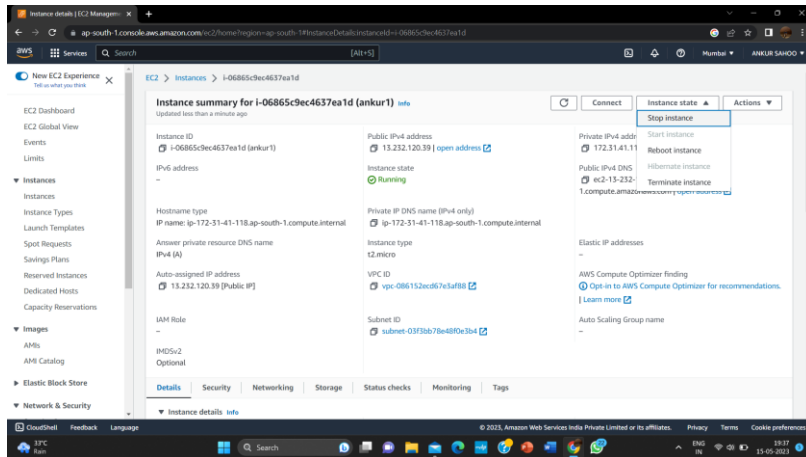 Instance details | EC2 Managemen
ap-south-1.console.aws.amazon.com/ec2/home?region=ap-south-1#InstanceDetails:instanceId=i-06865c9ec4637ea1d
aws
Services
Search
[Alt+S]
Mumbai
ANKUR SAHOO
New EC2 Experience
Tell us what you think
EC2 Dashboard
EC2 Global View
Events
Limits
Instances
Instances
Instance Types
Launch Templates
Spot Requests
Savings Plans
Reserved Instances
Dedicated Hosts
Capacity Reservations
Images
AMIs
AMI Catalog
Elastic Block Store
Network & Security
EC2 > Instances > i-06865c9ec4637ea1d
Instance summary for i-06865c9ec4637ea1d (ankur1) Info
Updated less than a minute ago
Connect
Instance state
Actions
Stop instance
Start instance
Reboot instance
Hibernate instance
Terminate instance
Instance ID
i-06865c9ec4637ea1d (ankur1)
Public IPv4 address
13.232.120.39 | open address
Private IPv4 addr
172.31.41.11
IPv6 address
–
Instance state
Running
Public IPv4 DNS
ec2-13-232-
1.compute.amazonaws.com | open address
Hostname type
IP name: ip-172-31-41-118.ap-south-1.compute.internal
Private IP DNS name (IPv4 only)
ip-172-31-41-118.ap-south-1.compute.internal
Answer private resource DNS name
IPv4 (A)
Instance type
t2.micro
Elastic IP addresses
–
Auto-assigned IP address
13.232.120.39 [Public IP]
VPC ID
vpc-086152ecd67e3af88
AWS Compute Optimizer finding
Opt-in to AWS Compute Optimizer for recommendations.
| Learn more
IAM Role
–
Subnet ID
subnet-03f3bb78e48f0e3b4
Auto Scaling Group name
–
IMDSv2
Optional
Details
Security
Networking
Storage
Status checks
Monitoring
Tags
Instance details Info
CloudShell
Feedback
Language
© 2023, Amazon Web Services India Private Limited or its affiliates.
Privacy
Terms
Cookie preferences
33°C
Rain
Search
ENG
IN
19:37
15-05-2023